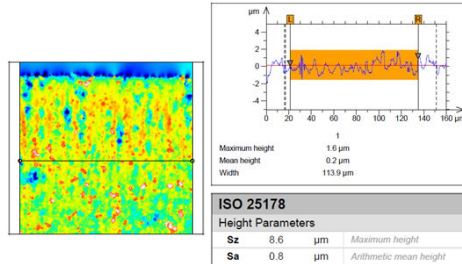 µm
L
R
4
2
0
-2
-4
0 20 40 60 80 100 120 140 160 µm
1
Maximum height 1.6 µm
Mean height 0.2 µm
Width 113.9 µm
ISO 25178
Height Parameters
Sz 8.6 µm Maximum height
Sa 0.8 µm Arithmetic mean height